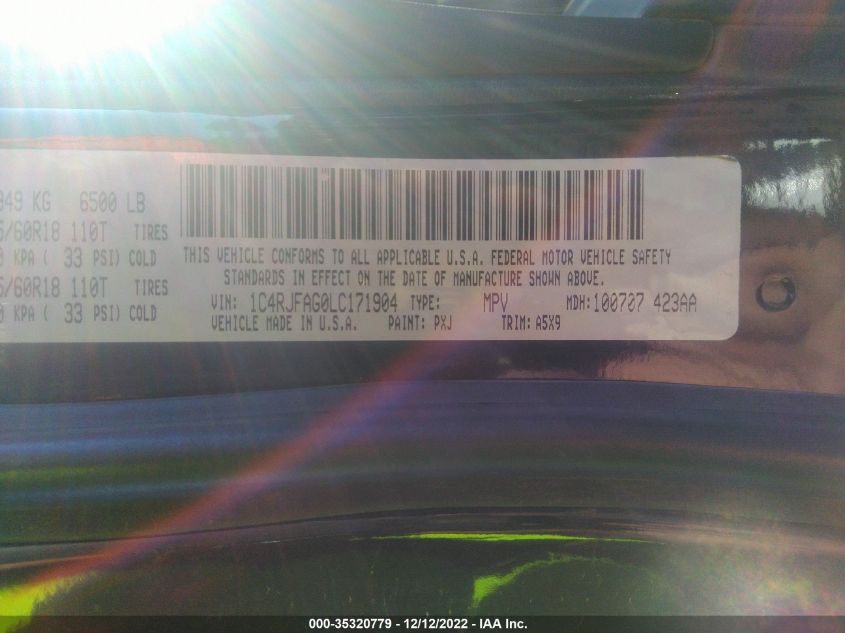 949 KG 6500 LB
5/60R18 110T TIRES
0 KPA ( 33 PSI) COLD
5/60R18 110T TIRES
0 KPA ( 33 PSI) COLD
THIS VEHICLE CONFORMS TO ALL APPLICABLE U.S.A. FEDERAL MOTOR VEHICLE SAFETY
STANDARDS IN EFFECT ON THE DATE OF MANUFACTURE SHOWN ABOVE.
VIN: 1C4RJFAG0LC171904 TYPE: MPV MDH:100707 423AA
VEHICLE MADE IN U.S.A. PAINT: PXJ TRIM: A5X9
000-35320779 - 12/12/2022 - IAA Inc.